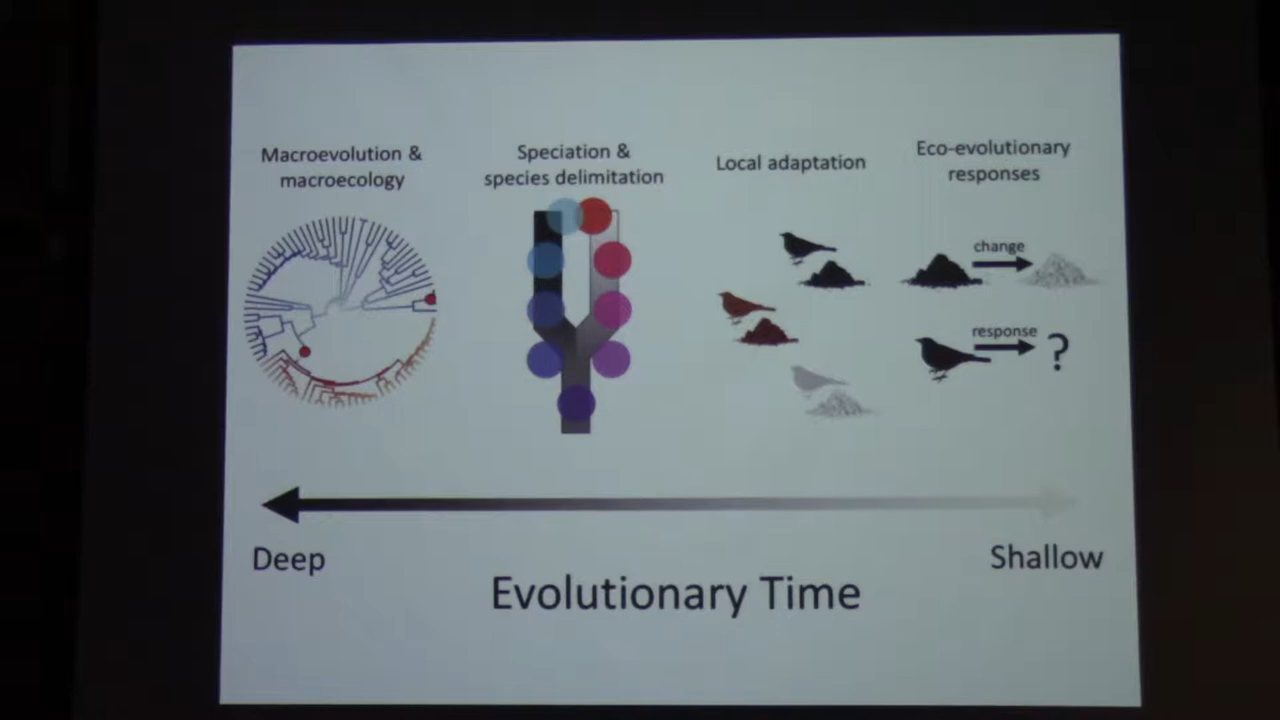 Macroevolution &
macroecology
Speciation &
species delimitation
Local adaptation
Eco-evolutionary
responses
change
response
?
Deep
Shallow
Evolutionary Time